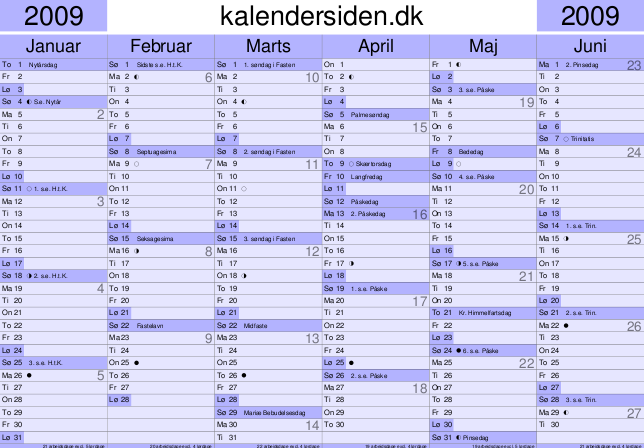 2009
kalendersiden.dk
2009
Januar
To 1 Nytårsdag
Fr 2
Lø 3
Sø 4 S.e. Nytår
Ma 5 2
Ti 6
On 7
To 8
Fr 9
Lø 10
Sø 11 1. s.e. H.t.K.
Ma 12 3
Ti 13
On 14
To 15
Fr 16
Lø 17
Sø 18 2. s.e. H.t.K.
Ma 19 4
Ti 20
On 21
To 22
Fr 23
Lø 24
Sø 25 3. s.e. H.t.K.
Ma 26 5
Ti 27
On 28
To 29
Fr 30
Lø 31
Februar
Sø 1 Sidste s.e. H.t.K.
Ma 2 6
Ti 3
On 4
To 5
Fr 6
Lø 7
Sø 8 Septuagesima
Ma 9 7
Ti 10
On 11
To 12
Fr 13
Lø 14
Sø 15 Seksagesima
Ma 16 8
Ti 17
On 18
To 19
Fr 20
Lø 21
Sø 22 Fastelavn
Ma 23 9
Ti 24
On 25
To 26
Fr 27
Lø 28
Marts
Sø 1 1. søndag i Fasten
Ma 2 10
Ti 3
On 4
To 5
Fr 6
Lø 7
Sø 8 2. søndag i Fasten
Ma 9 11
Ti 10
On 11
To 12
Fr 13
Lø 14
Sø 15 3. søndag i Fasten
Ma 16 12
Ti 17
On 18
To 19
Fr 20
Lø 21
Sø 22 Midfaste
Ma 23 13
Ti 24
On 25
To 26
Fr 27
Lø 28
Sø 29 Mariæ Bebudelsesdag
Ma 30 14
Ti 31
April
On 1
To 2
Fr 3
Lø 4
Sø 5 Palmesøndag
Ma 6 15
Ti 7
On 8
To 9 Skærtorsdag
Fr 10 Langfredag
Lø 11
Sø 12 Påskedag
Ma 13 2. Påskedag 16
Ti 14
On 15
To 16
Fr 17
Lø 18
Sø 19 1. s.e. Påske
Ma 20 17
Ti 21
On 22
To 23
Fr 24
Lø 25
Sø 26 2. s.e. Påske
Ma 27 18
Ti 28
On 29
To 30
Maj
Fr 1
Lø 2
Sø 3 3. s.e. Påske
Ma 4 19
Ti 5
On 6
To 7
Fr 8 Bededag
Lø 9
Sø 10 4. s.e. Påske
Ma 11 20
Ti 12
On 13
To 14
Fr 15
Lø 16
Sø 17 5. s.e. Påske
Ma 18 21
Ti 19
On 20
To 21 Kr. Himmelfartsdag
Fr 22
Lø 23
Sø 24 6. s.e. Påske
Ma 25 22
Ti 26
On 27
To 28
Fr 29
Lø 30
Sø 31 Pinsedag
Juni
Ma 1 2. Pinsedag 23
Ti 2
On 3
To 4
Fr 5
Lø 6
Sø 7 Trinitatis
Ma 8 24
Ti 9
On 10
To 11
Fr 12
Lø 13
Sø 14 1. s.e. Trin.
Ma 15 25
Ti 16
On 17
To 18
Fr 19
Lø 20
Sø 21 2. s.e. Trin.
Ma 22 26
Ti 23
On 24
To 25
Fr 26
Lø 27
Sø 28 3. s.e. Trin.
Ma 29 27
Ti 30